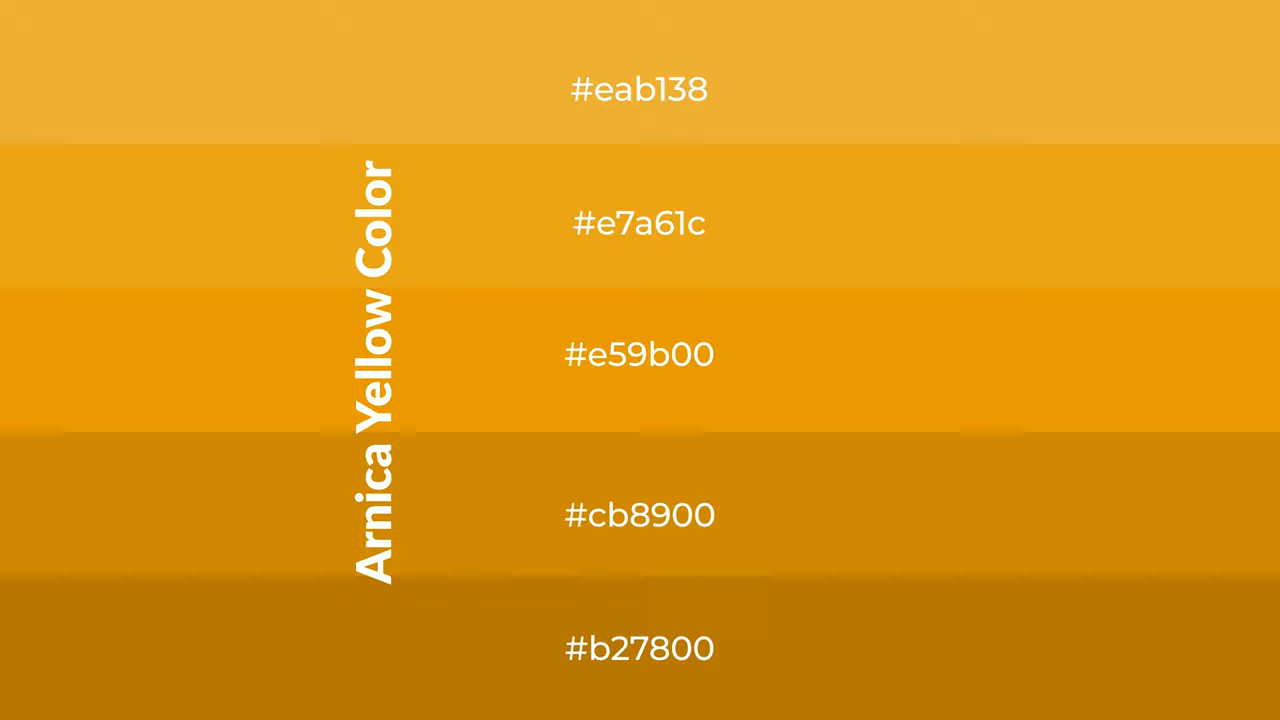 Arnica Yellow Color
#eab138
#e7a61c
#e59b00
#cb8900
#b27800